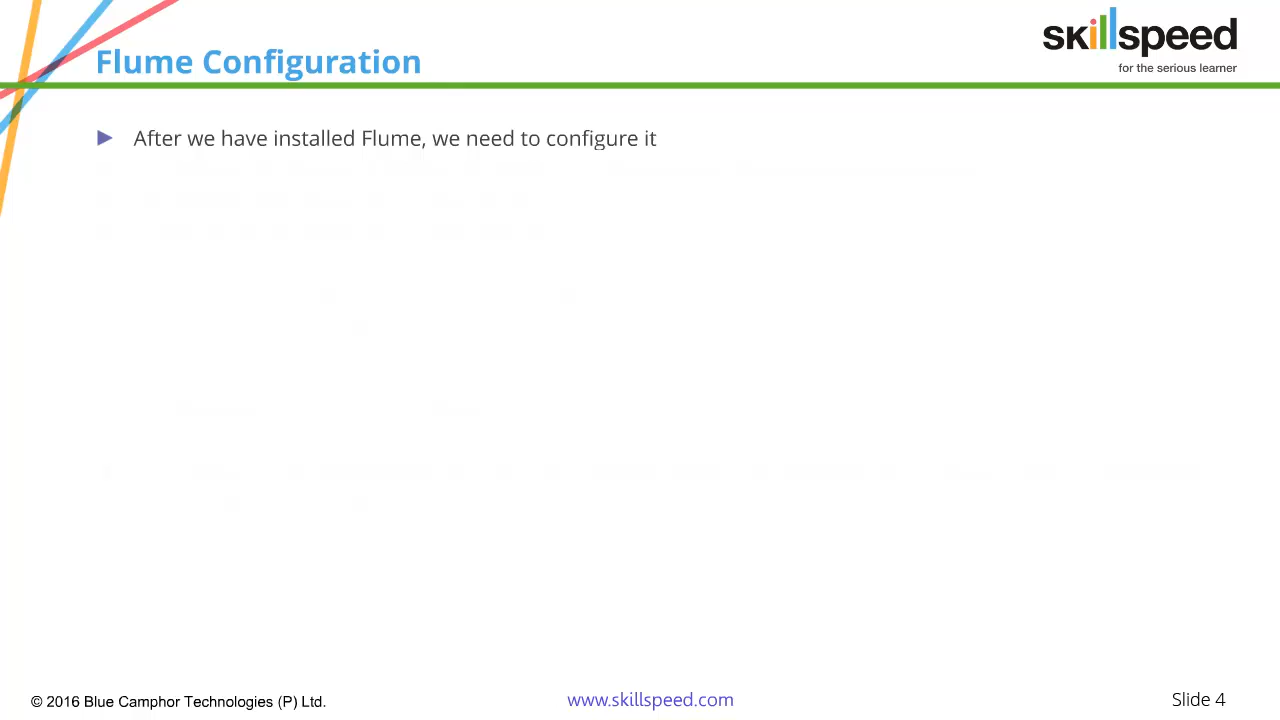 Flume Configuration
skillspeed
for the serious learner
After we have installed Flume, we need to configure it
© 2016 Blue Camphor Technologies (P) Ltd.
www.skillspeed.com
Slide 4